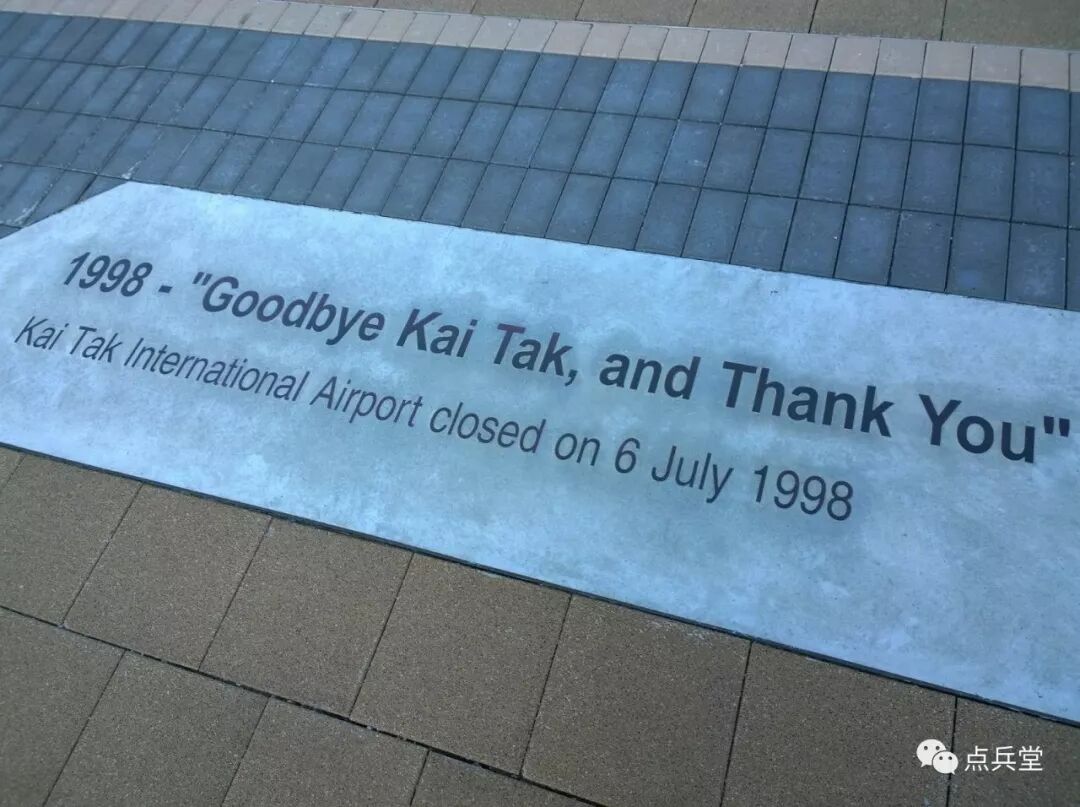 1998 - "Goodbye Kai Tak, and Thank You"
Kai Tak International Airport closed on 6 July 1998
点兵堂